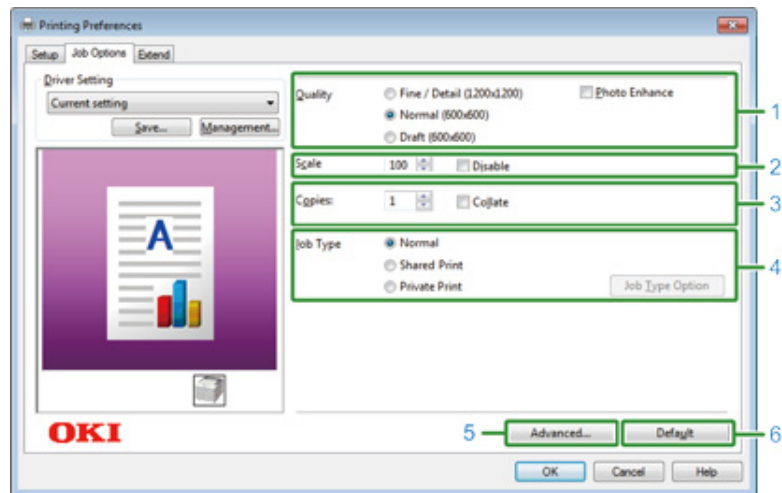 Printing Preferences
Setup Job Options Extend
Driver Setting
Current setting
Save... Management...
A
OKI
Quality Fine / Detail (1200x1200) Photo Enhance 1
Normal (600x600)
Draft (600x600)
Scale 100 Disable 2
Copies: 1 Collate 3
Job Type Normal
Shared Print 4
Private Print Job Type Option
5 Advanced... Default 6
OK Cancel Help